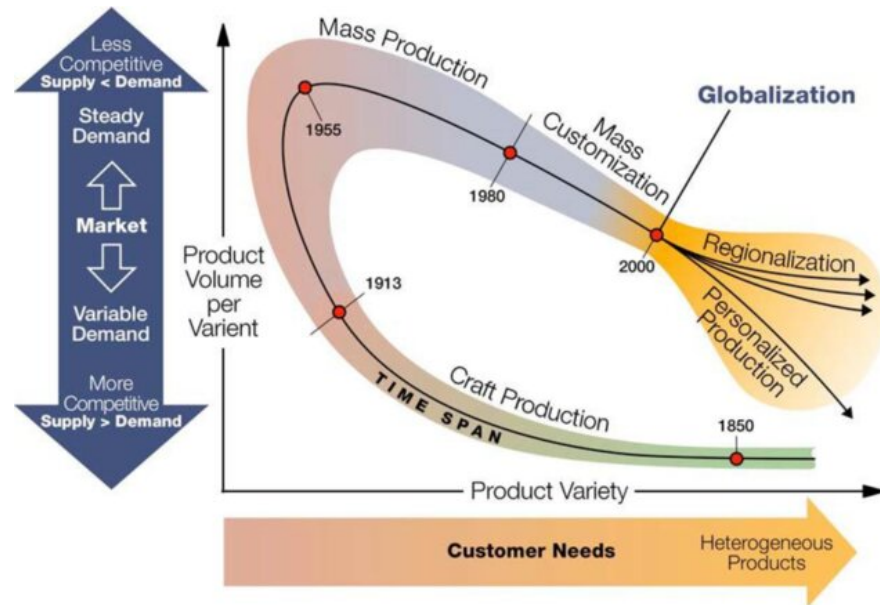 Less
Competitive
Supply < Demand
Steady
Demand
Market
Variable
Demand
More
Competitive
Supply > Demand
Product
Volume
per
Varient
Mass Production
Mass
Customization
Globalization
1955
1980
2000
Regionalization
Personalized
Production
1913
Craft Production
TIME SPAN
1850
Product Variety
Customer Needs
Heterogeneous
Products